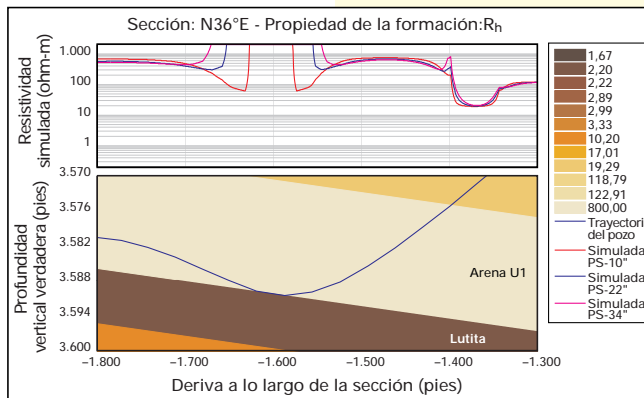 Sección: N36°E - Propiedad de la formación:Rh
Resistividad
simulada (ohm-m)
1.000
100
10
1
Profundidad
vertical verdadera (pies)
3.570
3.576
3.582
3.588
3.594
3.600
Arena U1
Lutita
–1.800
–1.700
–1.600
–1.500
–1.400
–1.300
Deriva a lo largo de la sección (pies)
1,67
2,20
2,22
2,89
2,99
3,33
10,20
17,01
19,29
118,79
122,91
800,00
Trayectoria
del pozo
Simulada
PS-10"
Simulada
PS-22"
Simulada
PS-34"